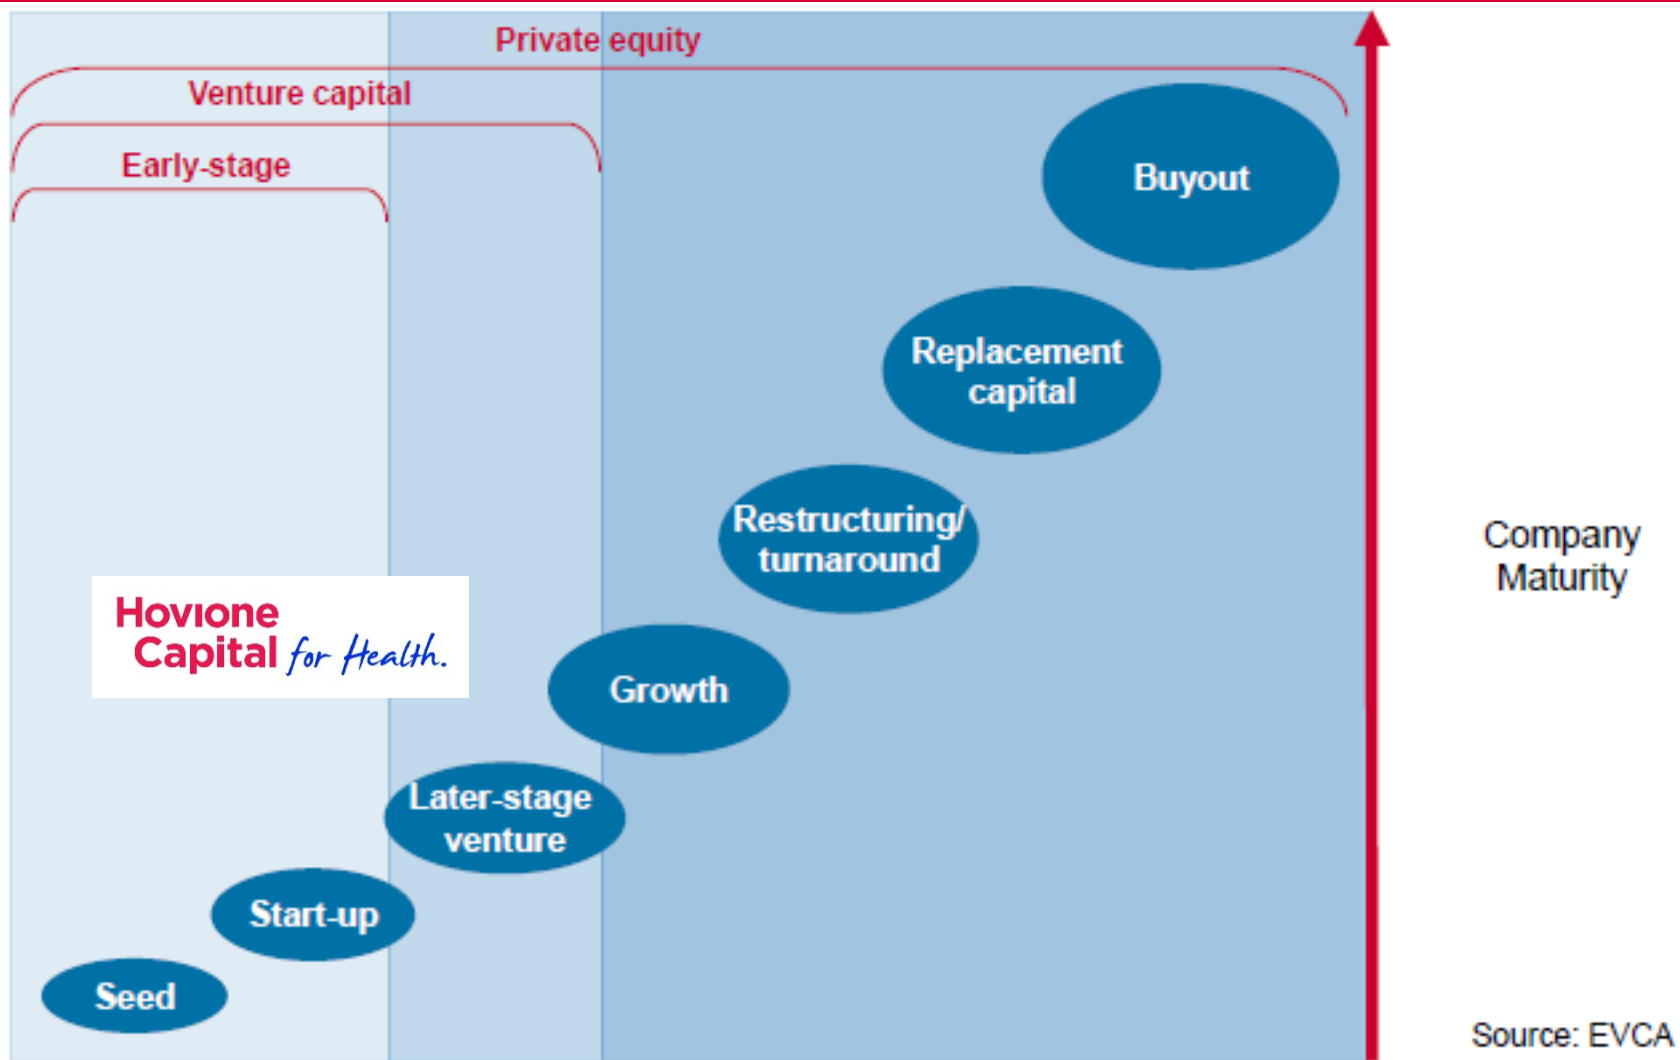 Private equity
Venture capital
Early-stage
Buyout
Replacement
capital
Restructuring/
turnaround
Company
Maturity
Hovione
Capital for Health.
Growth
Later-stage
venture
Start-up
Seed
Source: EVCA